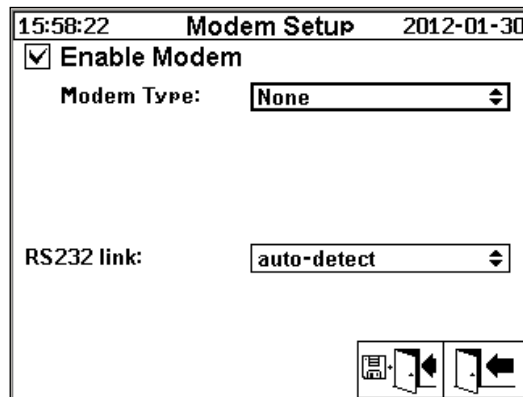 15:58:22 Modem Setup 2012-01-30
Enable Modem
Modem Type: None
RS232 link: auto-detect